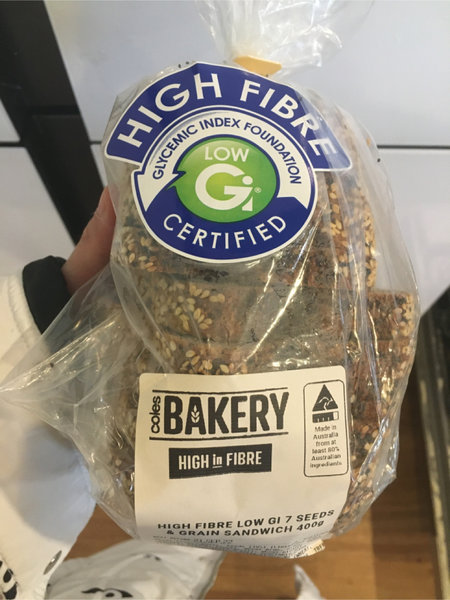 HIGH FIBRE
GLYCEMIC INDEX FOUNDATION
LOW
Gi®
CERTIFIED
coles
BAKERY
HIGH in FIBRE
Made in
Australia
from at
least 80%
Australian
ingredients
HIGH FIBRE LOW GI 7 SEEDS
& GRAIN SANDWICH 400g